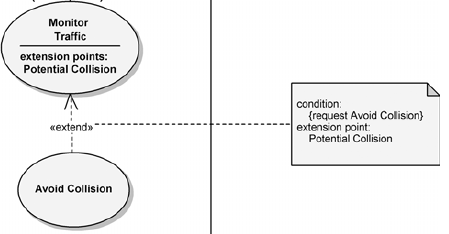 Monitor
Traffic
extension points:
Potential Collision
«extend»
condition:
{request Avoid Collision}
extension point:
Potential Collision
Avoid Collision